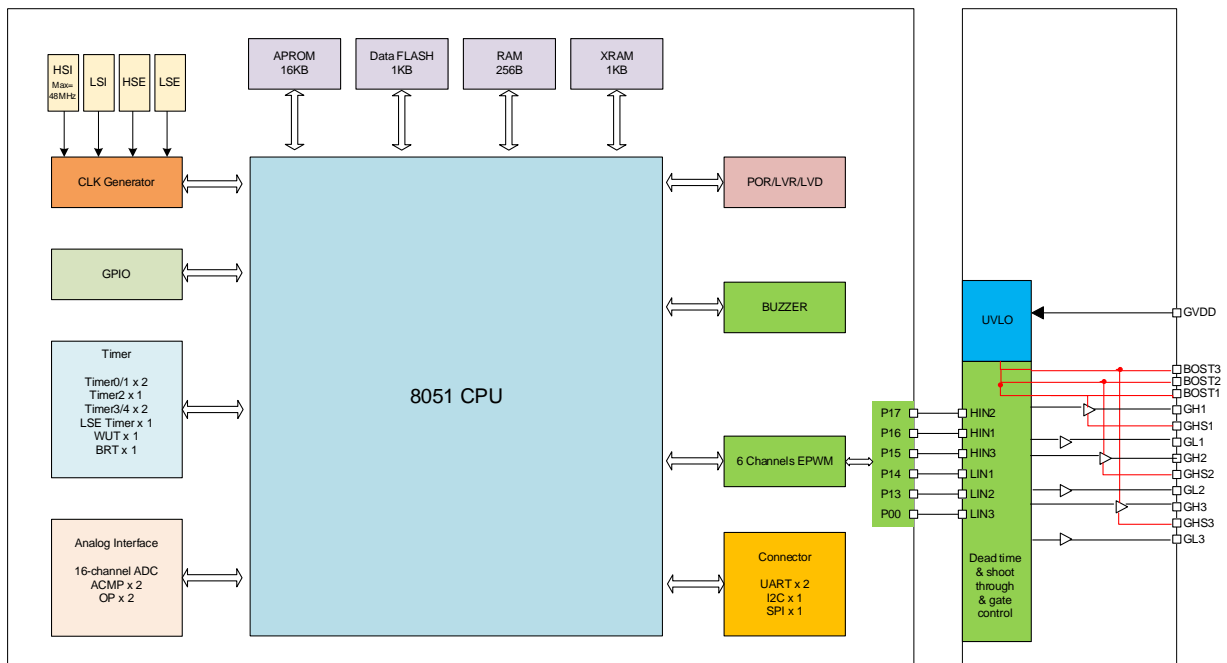 HSI
Max=
48MHz
LSI
HSE
LSE
APROM
16KB
Data FLASH
1KB
RAM
256B
XRAM
1KB
CLK Generator
GPIO
Timer
Timer0/1 x 2
Timer2 x 1
Timer3/4 x 2
LSE Timer x 1
WUT x 1
BRT x 1
Analog Interface
16-channel ADC
ACMP x 2
OP x 2
8051 CPU
POR/LVR/LVD
BUZZER
6 Channels EPWM
Connector
UART x 2
I2C x 1
SPI x 1
P17
P16
P15
P14
P13
P00
UVLO
HIN2
HIN1
HIN3
LIN1
LIN2
LIN3
Dead time
& shoot
through
& gate
control
GVDD
BOST3
BOST2
BOST1
GH1
GHS1
GL1
GH2
GHS2
GL2
GH3
GHS3
GL3